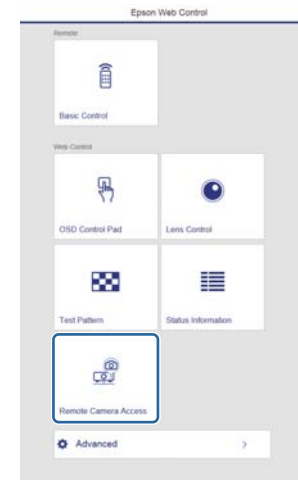 Epson Web Control
Remote
Basic Control
Web Control
OSD Control Pad
Lens Control
Test Pattern
Status Information
Remote Camera Access
Advanced